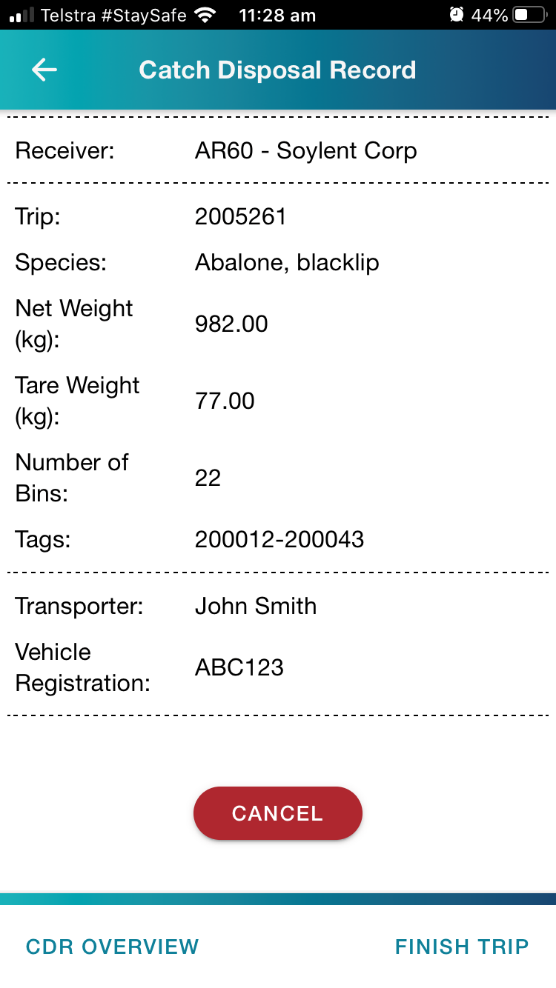 Telstra #StaySafe 11:28 am 44%
Catch Disposal Record
Receiver: AR60 - Soylent Corp
Trip: 2005261
Species: Abalone, blacklip
Net Weight
(kg): 982.00
Tare Weight
(kg): 77.00
Number of
Bins: 22
Tags: 200012-200043
Transporter: John Smith
Vehicle
Registration: ABC123
CANCEL
CDR OVERVIEW FINISH TRIP